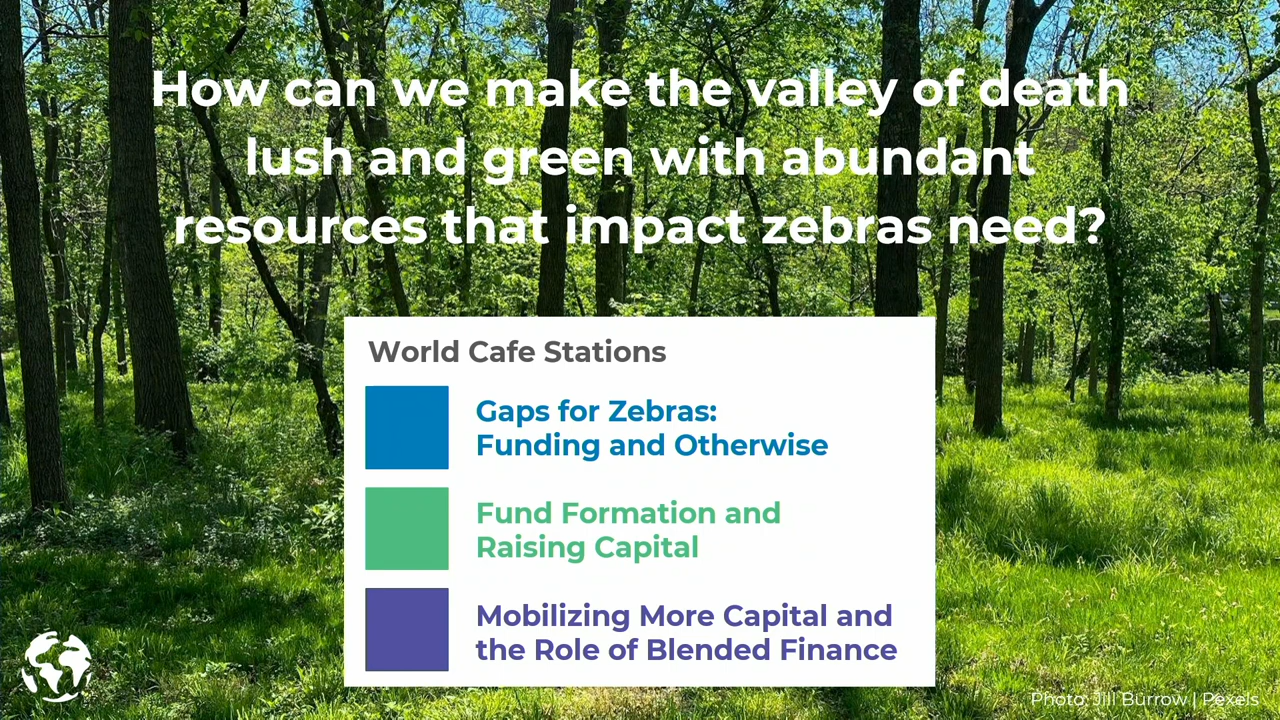 How can we make the valley of death
lush and green with abundant
resources that impact zebras need?
World Cafe Stations
Gaps for Zebras:
Funding and Otherwise
Fund Formation and
Raising Capital
Mobilizing More Capital and
the Role of Blended Finance
Photo: Jill Burrow | Pexels